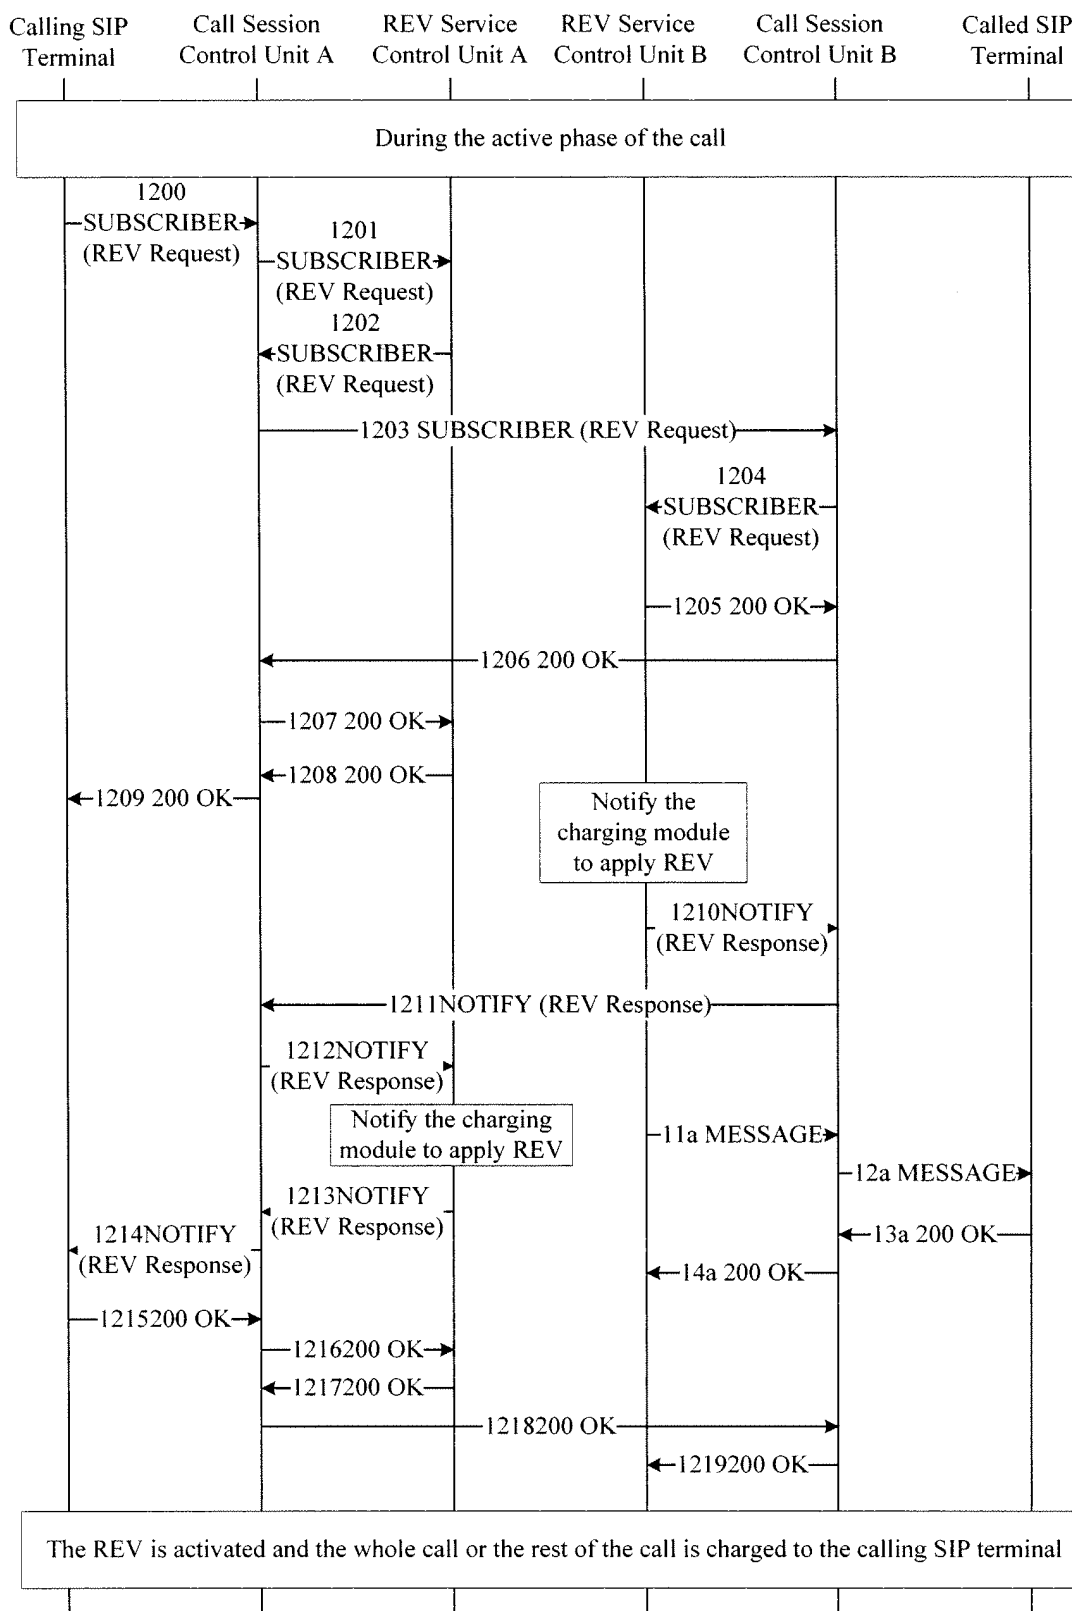 Calling SIP
Terminal
Call Session
Control Unit A
REV Service
Control Unit A
REV Service
Control Unit B
Call Session
Control Unit B
Called SIP
Terminal
During the active phase of the call
1200
SUBSCRIBER
(REV Request)
1201
SUBSCRIBER
(REV Request)
1202
SUBSCRIBER
(REV Request)
1203 SUBSCRIBER (REV Request)
1204
SUBSCRIBER
(REV Request)
1205 200 OK
1206 200 OK
1207 200 OK
1208 200 OK
1209 200 OK
Notify the
charging module
to apply REV
1210NOTIFY
(REV Response)
1211NOTIFY (REV Response)
1212NOTIFY
(REV Response)
Notify the charging
module to apply REV
11a MESSAGE
12a MESSAGE
1213NOTIFY
(REV Response)
1214NOTIFY
(REV Response)
13a 200 OK
14a 200 OK
1215200 OK
1216200 OK
1217200 OK
1218200 OK
1219200 OK
The REV is activated and the whole call or the rest of the call is charged to the calling SIP terminal